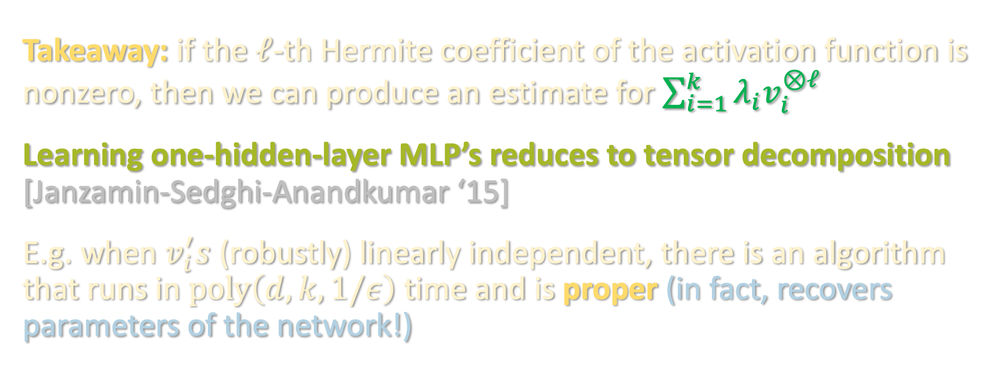 Takeaway: if the ℓ-th Hermite coefficient of the activation function is
nonzero, then we can produce an estimate for $\sum_{i=1}^{k} \lambda_i v_i^{\otimes \ell}$
Learning one-hidden-layer MLP’s reduces to tensor decomposition
[Janzamin-Sedghi-Anandkumar ‘15]
E.g. when $v_i's$ (robustly) linearly independent, there is an algorithm
that runs in poly(d, k, 1/ϵ) time and is proper (in fact, recovers
parameters of the network!)